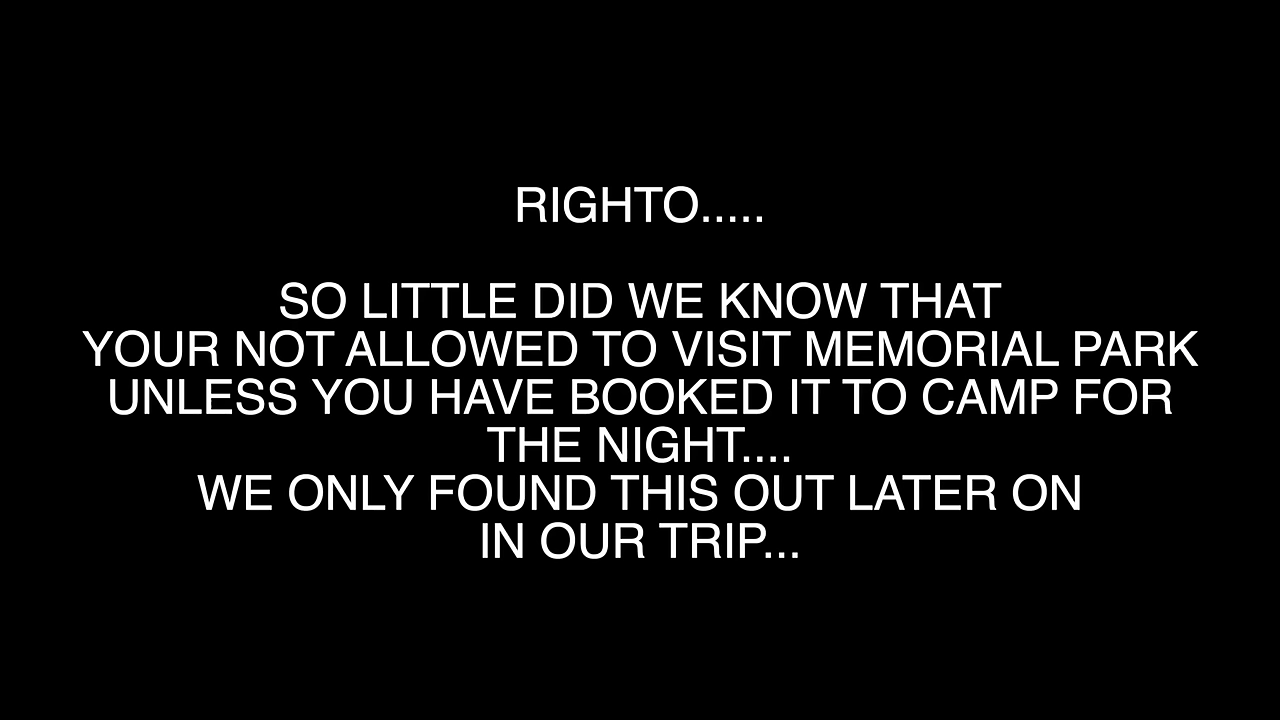 RIGHTO.....
SO LITTLE DID WE KNOW THAT
YOUR NOT ALLOWED TO VISIT MEMORIAL PARK
UNLESS YOU HAVE BOOKED IT TO CAMP FOR
THE NIGHT....
WE ONLY FOUND THIS OUT LATER ON
IN OUR TRIP...